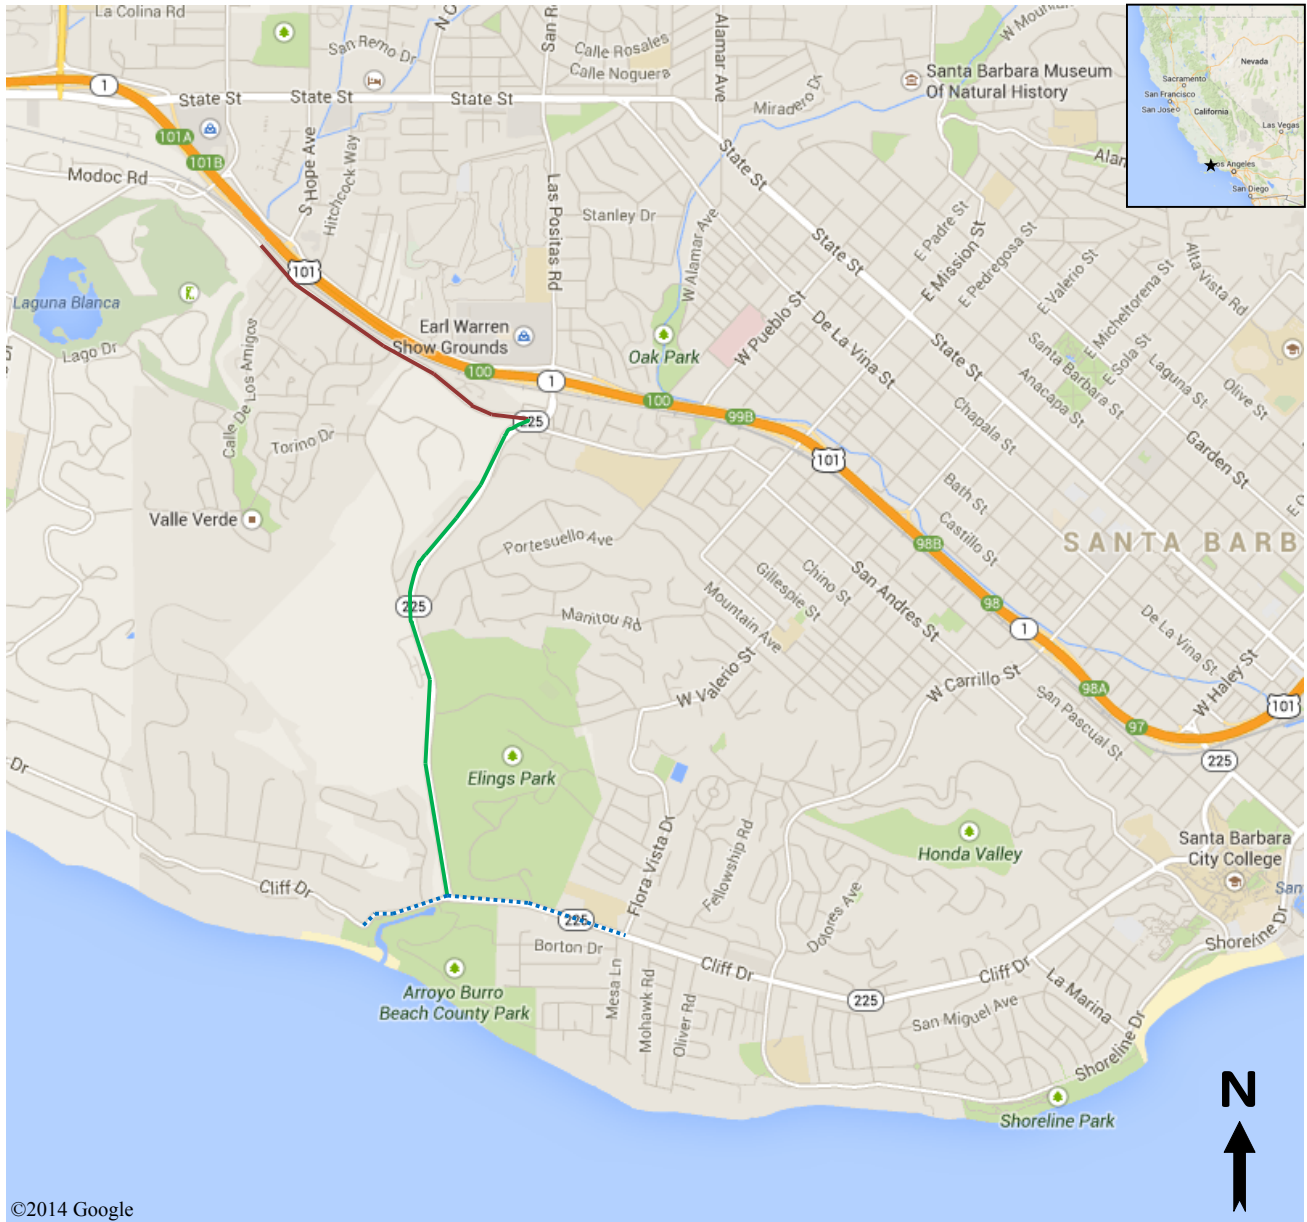 La Colina Rd
San Remo Dr
N O
San R
Calle Rosales
Calle Noguera
Alamar Ave
W Mountain
Miradero Dr
Santa Barbara Museum
Of Natural History
Sacramento
Nevada
San Francisco
San Jose
California
Las Vegas
Los Angeles
San Diego
1
State St
State St
State St
State St
101A
101B
Modoc Rd
S Hope Ave
Hitchcock Way
Las Positas Rd
Stanley Dr
W Alamar Ave
State St
E Padre St
E Mission St
E Pedregosa St
E Valerio St
E Micheltorena St
Alta Vista Rd
Alam
Laguna Blanca
Lago Dr
101
Earl Warren
Show Grounds
Oak Park
W Pueblo St
De La Vina St
State St
Santa Barbara St
E Sola St
Laguna St
Anacapa St
Olive St
100
1
100
99B
Calle De Los Amigos
Torino Dr
225
Chapala St
Garden St
101
Bath St
Castillo St
Valle Verde
Portesuello Ave
98B
SANTA BARB
225
Manitou Rd
Mountain Ave
Gillespie St
Chino St
San Andres St
98
1
De La Vina St
W Haley St
W Valerio St
W Carrillo St
98A
San Pascual St
97
101
225
Dr
Elings Park
Flora Vista Dr
Fellowship Rd
Honda Valley
Santa Barbara
City College
San
Cliff Dr
225
Dolores Ave
Borton Dr
Cliff Dr
Cliff Dr
Shoreline Dr
Arroyo Burro
Beach County Park
Mesa Ln
Mohawk Rd
Oliver Rd
225
San Miguel Ave
La Marina
Shoreline Dr
Shoreline Park
N
©2014 Google